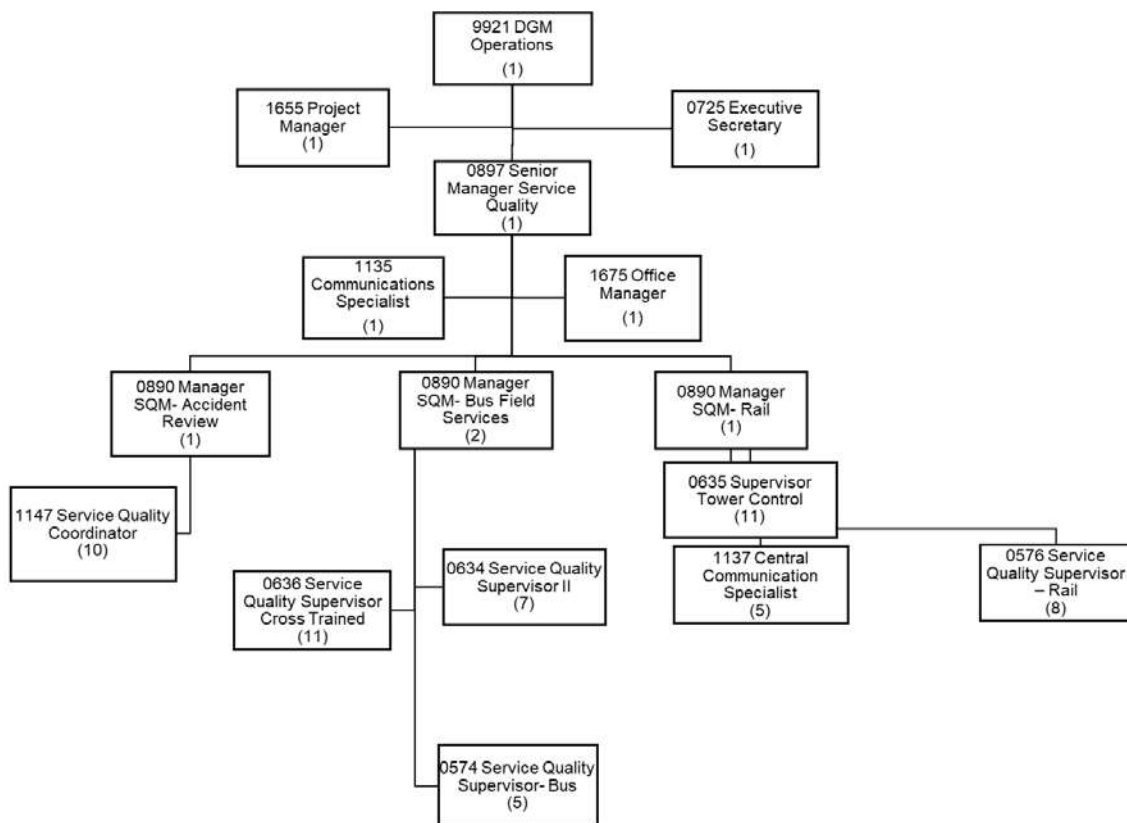 9921 DGM
Operations
(1)
1655 Project
Manager
(1)
0725 Executive
Secretary
(1)
0897 Senior
Manager Service
Quality
(1)
1135
Communications
Specialist
(1)
1675 Office
Manager
(1)
0890 Manager
SQM- Accident
Review
(1)
0890 Manager
SQM- Bus Field
Services
(2)
0890 Manager
SQM- Rail
(1)
1147 Service Quality
Coordinator
(10)
0636 Service
Quality Supervisor
Cross Trained
(11)
0634 Service Quality
Supervisor II
(7)
0574 Service Quality
Supervisor- Bus
(5)
0635 Supervisor
Tower Control
(11)
1137 Central
Communication
Specialist
(5)
0576 Service
Quality Supervisor
– Rail
(8)